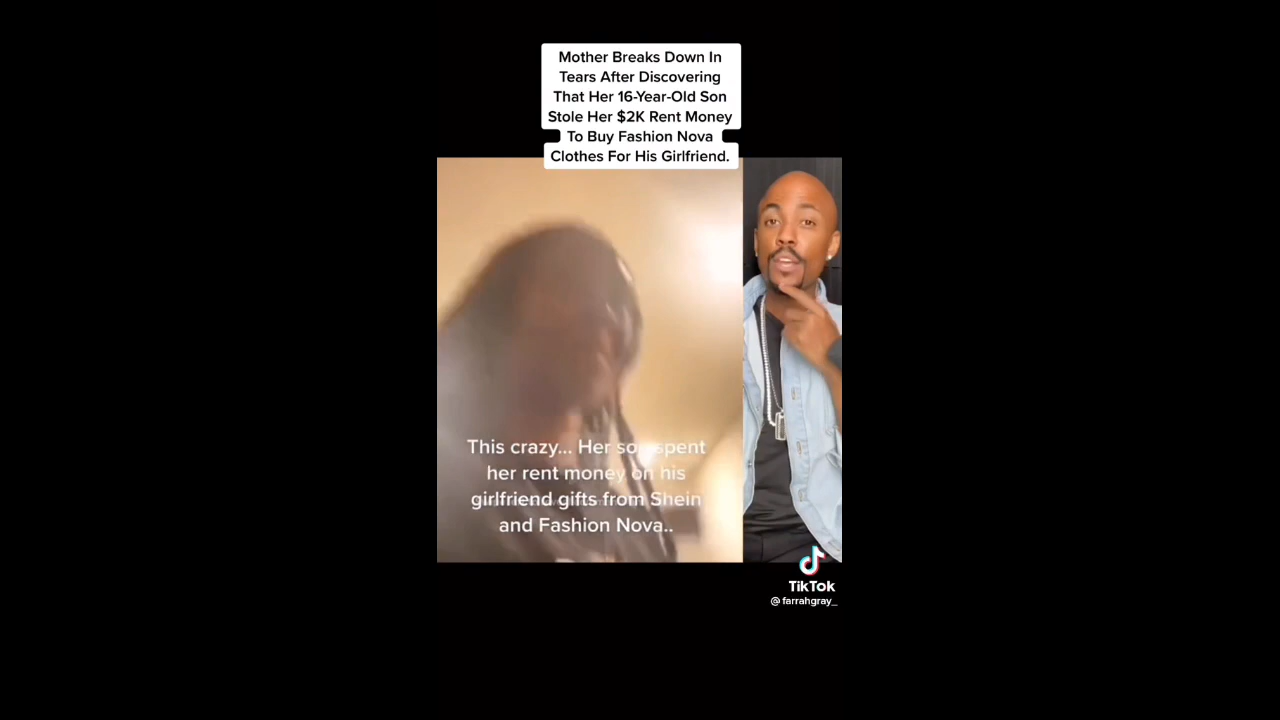 Mother Breaks Down In
Tears After Discovering
That Her 16-Year-Old Son
Stole Her $2K Rent Money
To Buy Fashion Nova
Clothes For His Girlfriend.
This crazy... Her son spent
her rent money on his
girlfriend gifts from Shein
and Fashion Nova..
TikTok
@farrahgray_